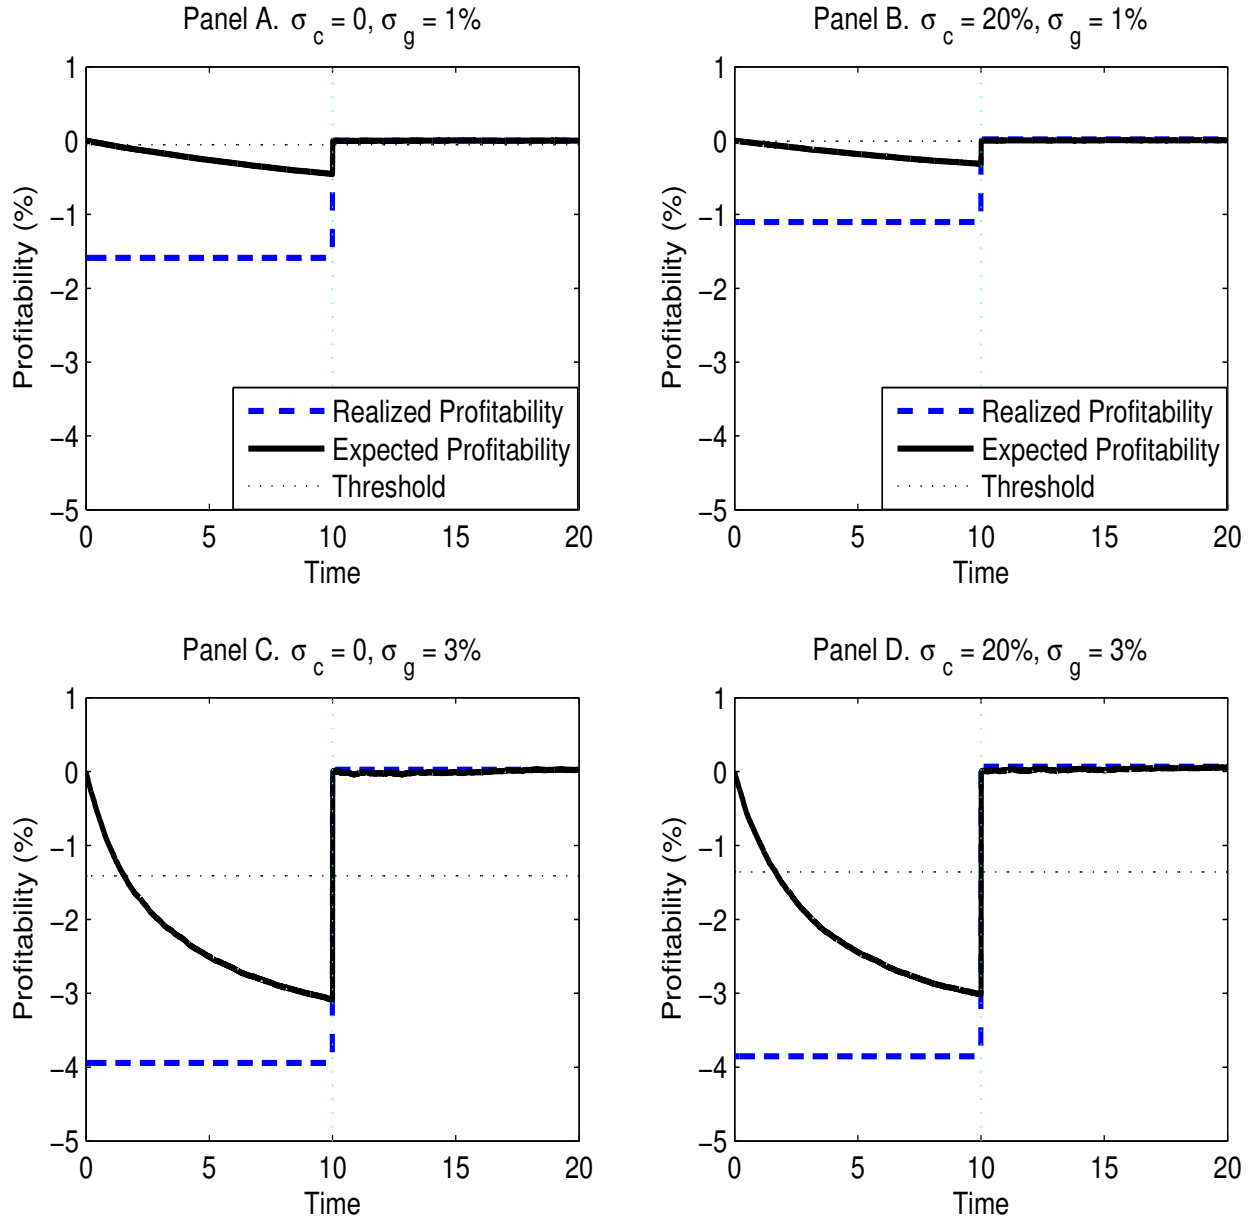 Panel A. σ c = 0, σ g = 1%
1
0
−1
−2
−3
−4
−5
Profitability (%)
Realized Profitability
Expected Profitability
Threshold
0 5 10 15 20
Time
Panel B. σ c = 20%, σ g = 1%
1
0
−1
−2
−3
−4
−5
Profitability (%)
Realized Profitability
Expected Profitability
Threshold
0 5 10 15 20
Time
Panel C. σ c = 0, σ g = 3%
1
0
−1
−2
−3
−4
−5
Profitability (%)
0 5 10 15 20
Time
Panel D. σ c = 20%, σ g = 3%
1
0
−1
−2
−3
−4
−5
Profitability (%)
0 5 10 15 20
Time